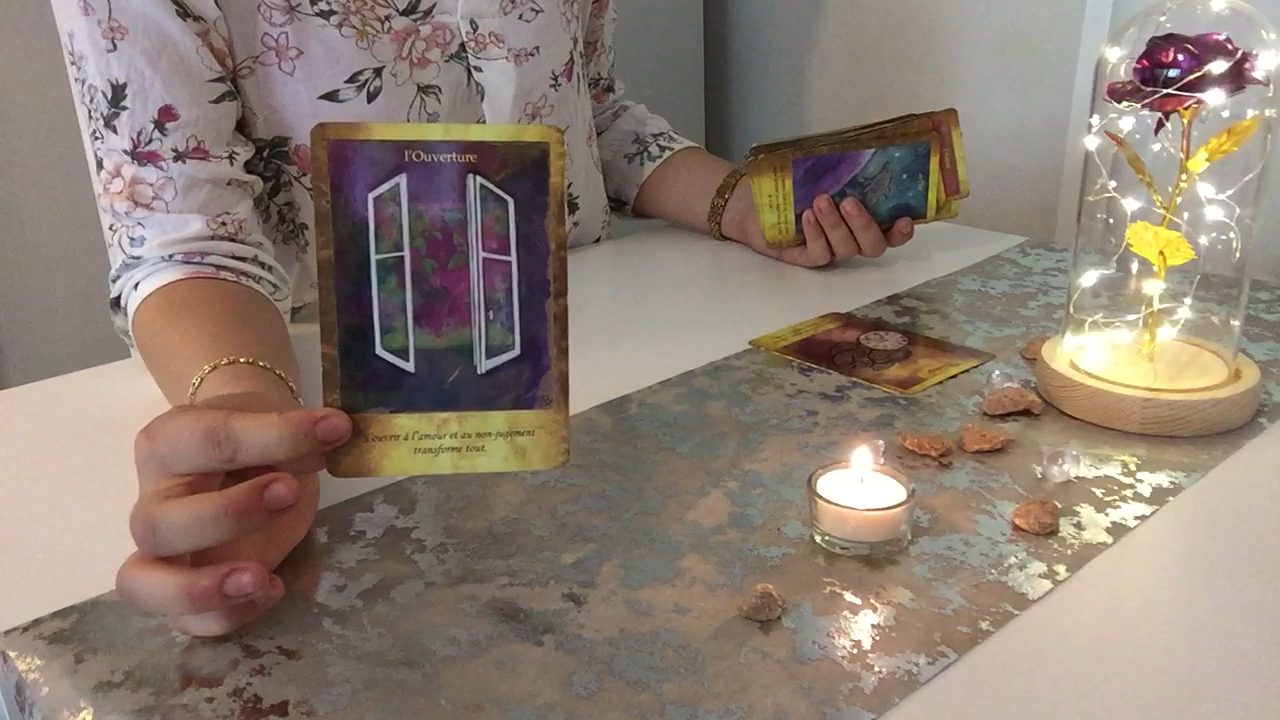 l'Ouverture
S'ouvrir à l'amour et au non-jugement
transforme tout.